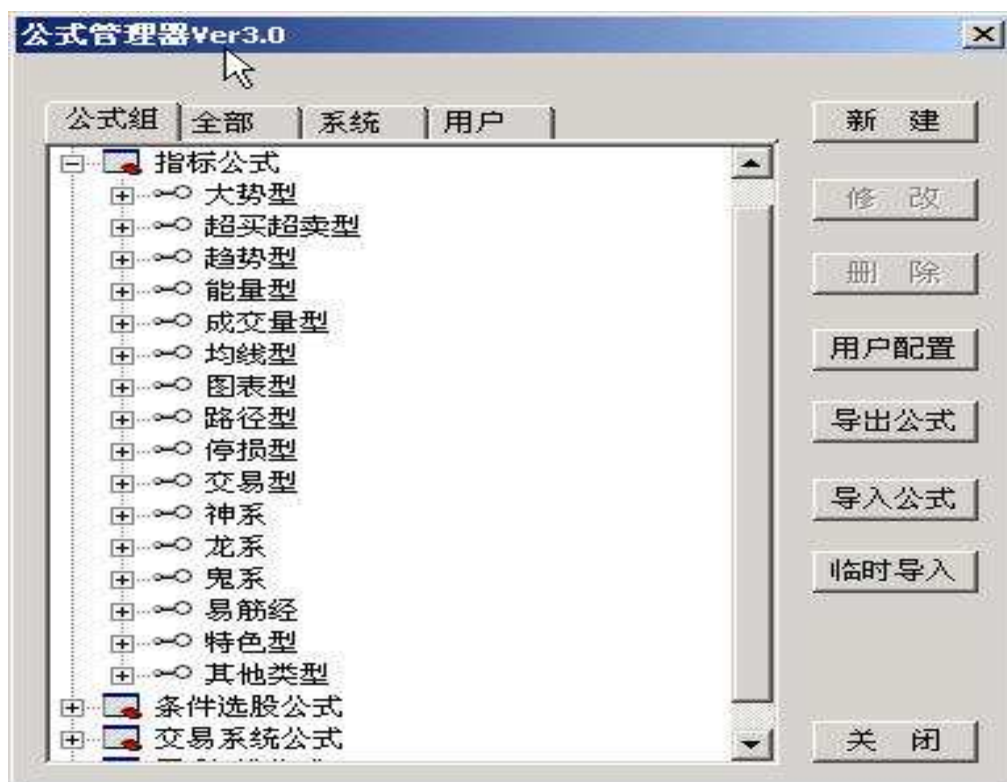 公式管理器Ver3.0
公式组 全部 系统 用户
指标公式
大势型
超买超卖型
趋势型
能量型
成交量型
均线型
图表型
路径型
停损型
交易型
神系
龙系
鬼系
易筋经
特色型
其他类型
条件选股公式
交易系统公式
新 建
修 改
删 除
用户配置
导出公式
导入公式
临时导入
关 闭